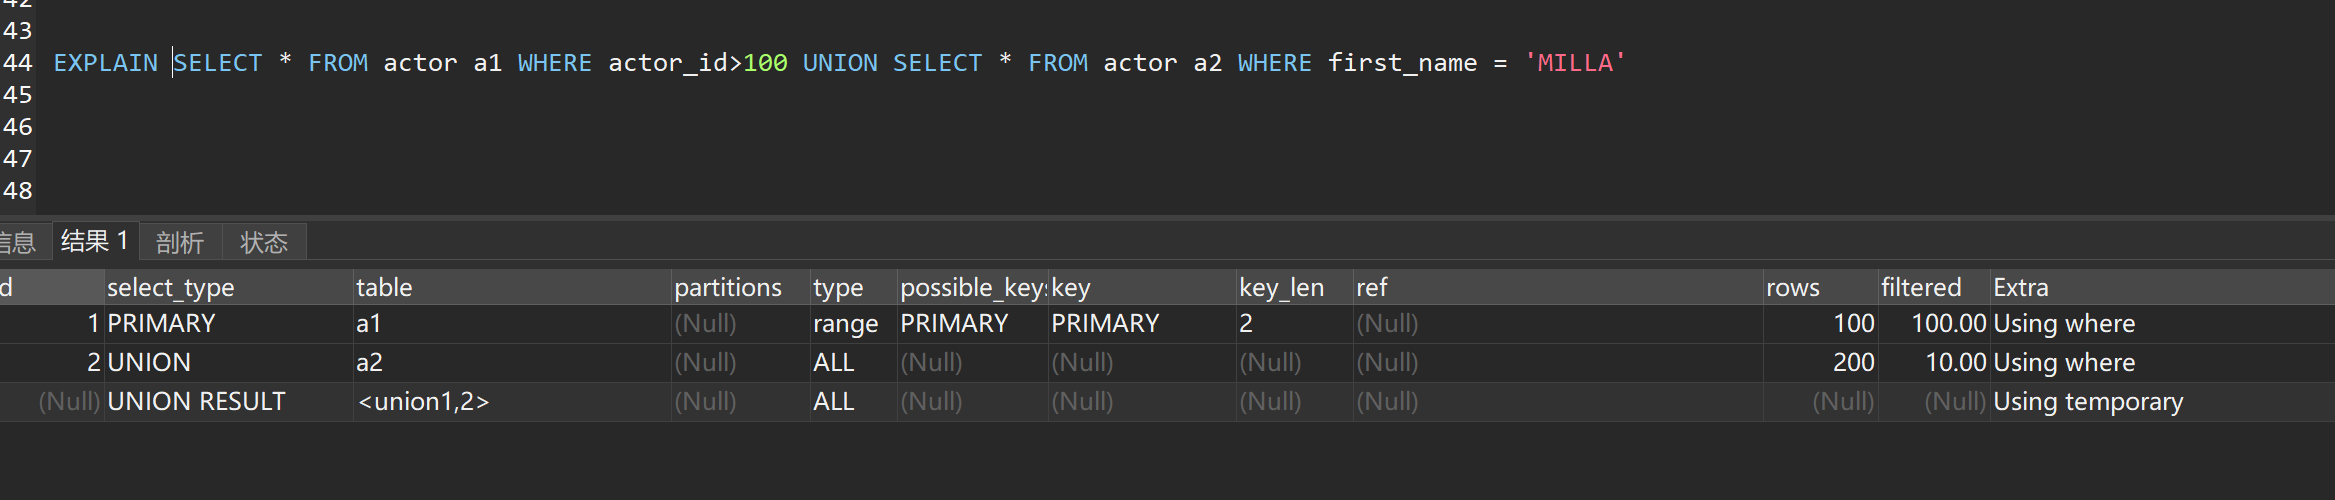 42
43
44 EXPLAIN SELECT * FROM actor a1 WHERE actor_id>100 UNION SELECT * FROM actor a2 WHERE first_name = 'MILLA'
45
46
47
48
信息 结果 1 剖析 状态
d select_type table partitions type possible_keys key key_len ref rows filtered Extra
1 PRIMARY a1 (Null) range PRIMARY PRIMARY 2 (Null) 100 100.00 Using where
2 UNION a2 (Null) ALL (Null) (Null) (Null) (Null) 200 10.00 Using where
(Null) UNION RESULT <union1,2> (Null) ALL (Null) (Null) (Null) (Null) (Null) (Null) Using temporary